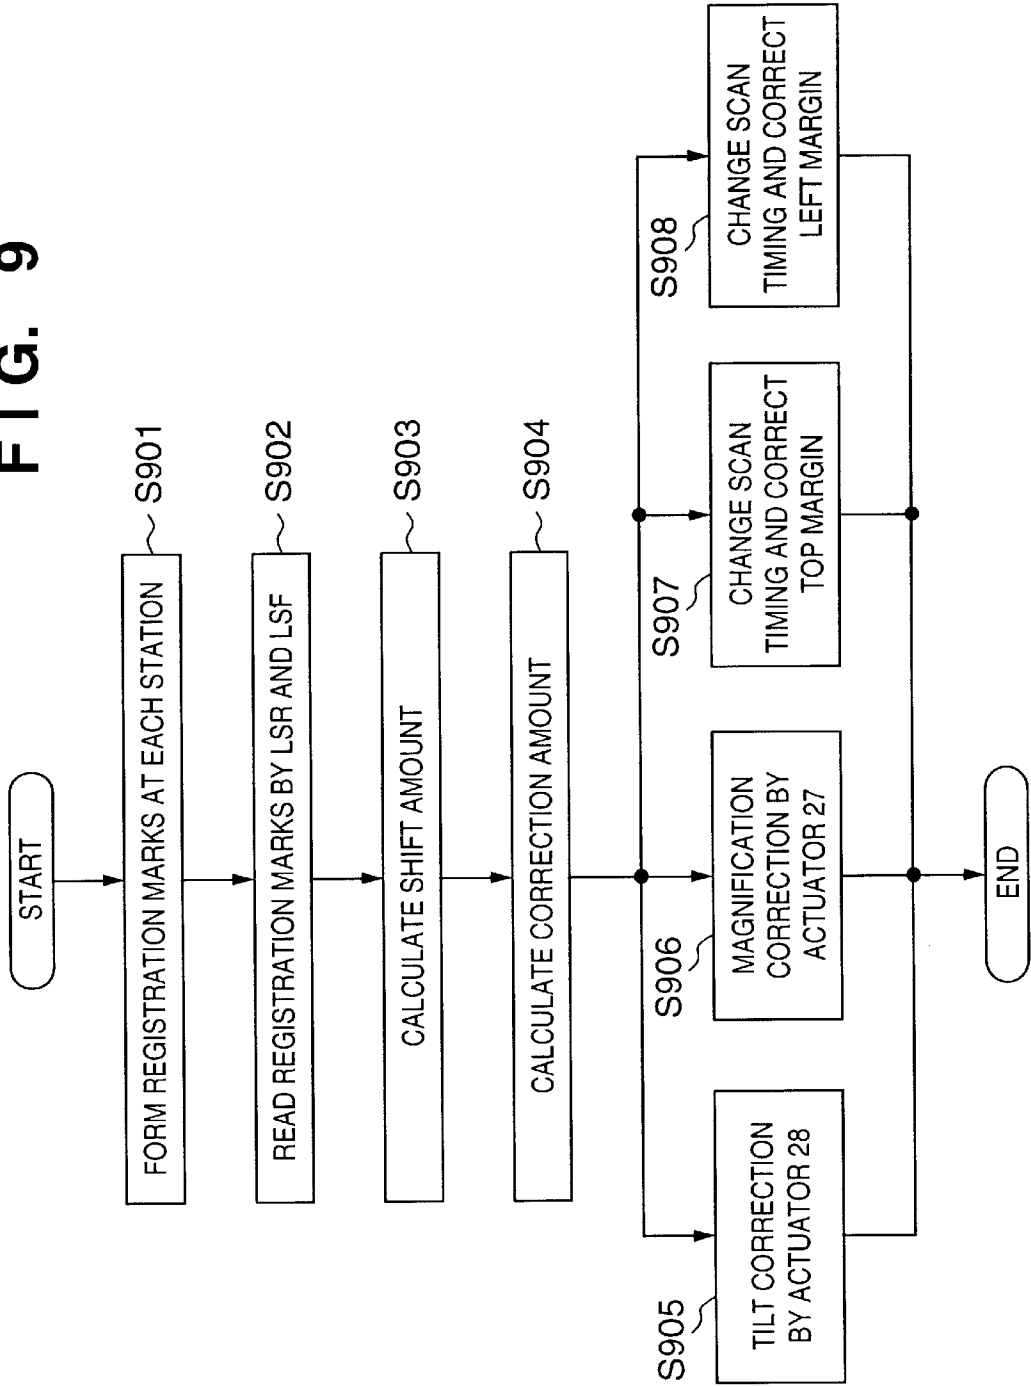 FIG. 9
START
FORM REGISTRATION MARKS AT EACH STATION
S901
READ REGISTRATION MARKS BY LSR AND LSF
S902
CALCULATE SHIFT AMOUNT
S903
CALCULATE CORRECTION AMOUNT
S904
S905
TILT CORRECTION
BY ACTUATOR 28
S906
MAGNIFICATION
CORRECTION BY
ACTUATOR 27
S907
CHANGE SCAN
TIMING AND CORRECT
TOP MARGIN
S908
CHANGE SCAN
TIMING AND CORRECT
LEFT MARGIN
END